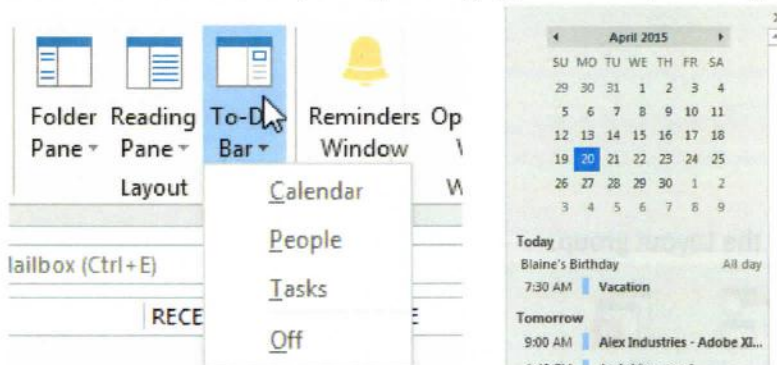 Folder Reading To-D Reminders Op
Pane Pane Bar Window
Layout
Calendar
People
Tasks
Off
ailbox (Ctrl+E)
RECE
April 2015
SU MO TU WE TH FR SA
29 30 31 1 2 3 4
5 6 7 8 9 10 11
12 13 14 15 16 17 18
19 20 21 22 23 24 25
26 27 28 29 30 1 2
3 4 5 6 7 8 9
Today
Blaine's Birthday All day
7:30 AM Vacation
Tomorrow
9:00 AM Alex Industries - Adobe XI...